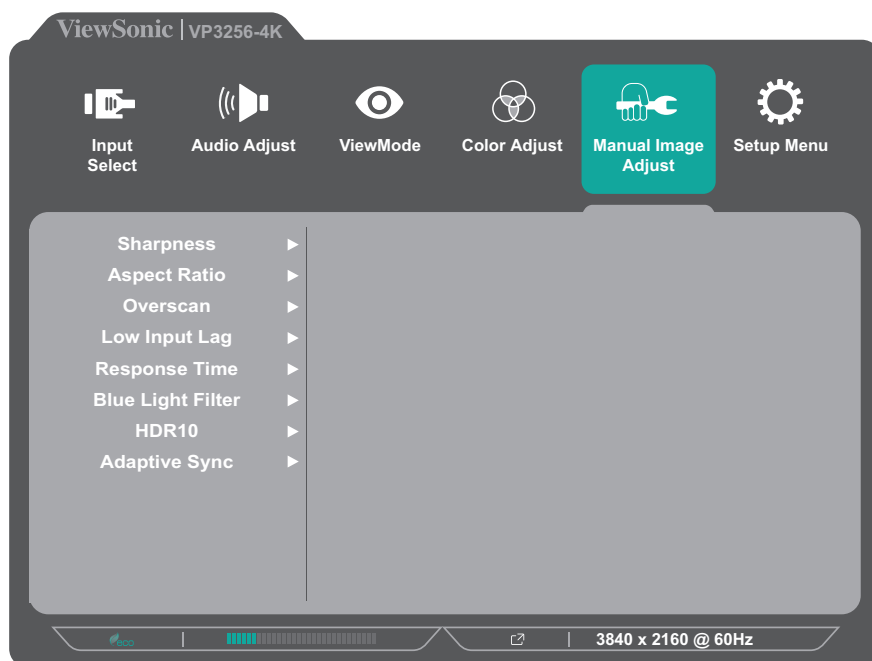 ViewSonic | VP3256-4K
Input Select
Audio Adjust
ViewMode
Color Adjust
Manual Image Adjust
Setup Menu
Sharpness
Aspect Ratio
Overscan
Low Input Lag
Response Time
Blue Light Filter
HDR10
Adaptive Sync
eco
3840 x 2160 @ 60Hz